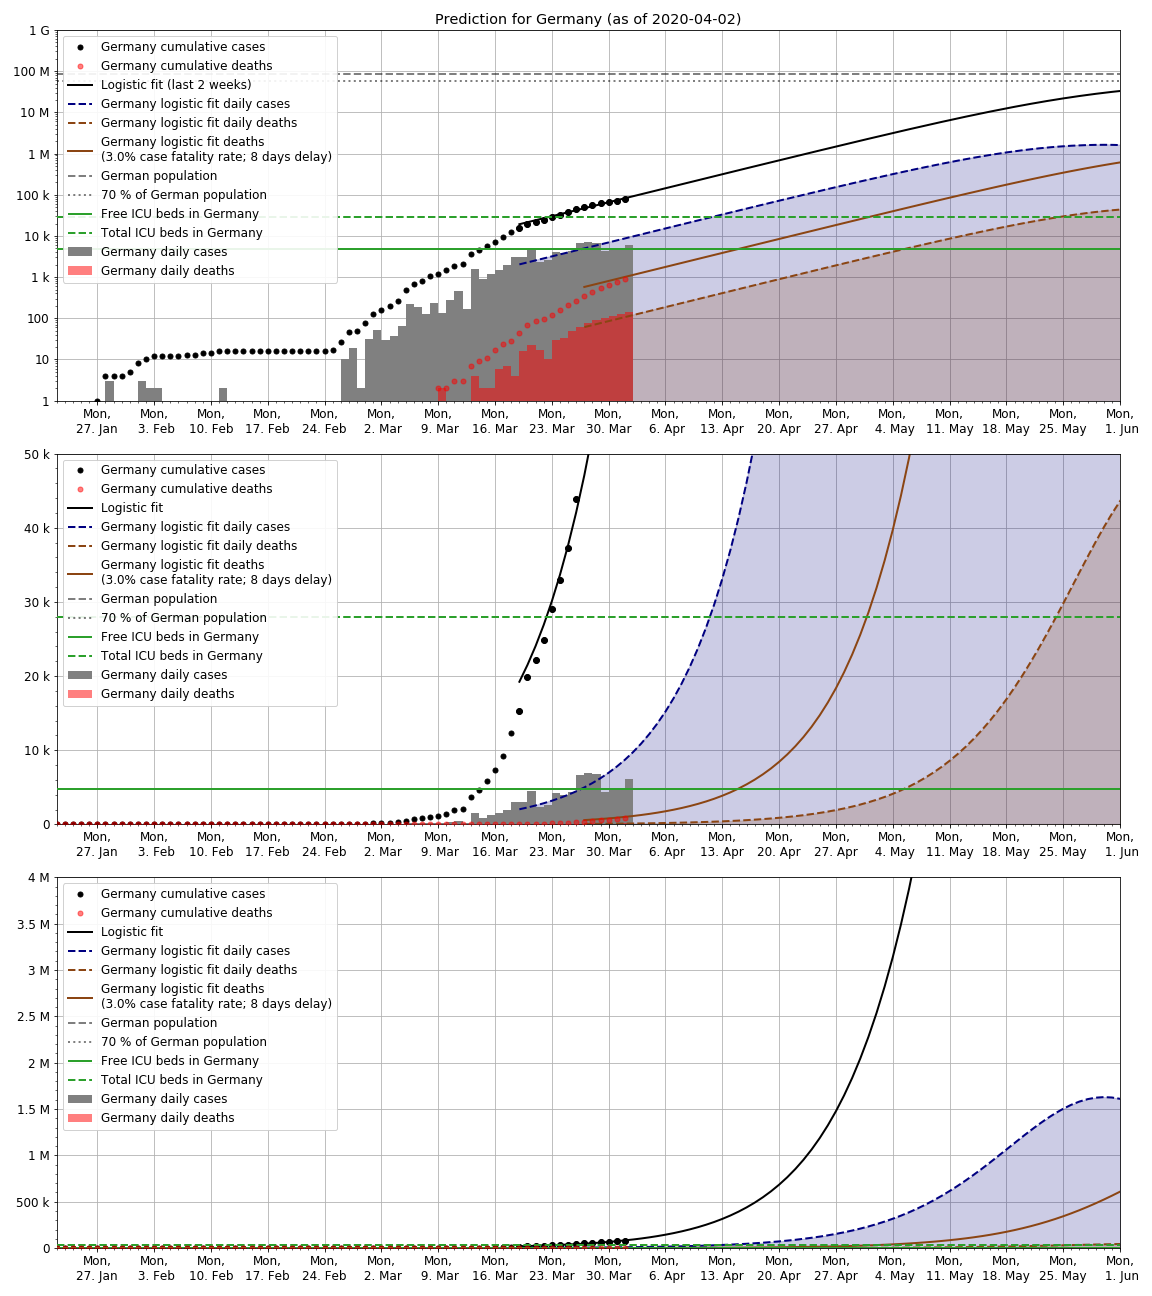 Prediction for Germany (as of 2020-04-02)
1 G
100 M
10 M
1 M
100 k
10 k
1 k
100
10
1
Germany cumulative cases
Germany cumulative deaths
Logistic fit (last 2 weeks)
Germany logistic fit daily cases
Germany logistic fit daily deaths
Germany logistic fit deaths
(3.0% case fatality rate; 8 days delay)
German population
70 % of German population
Free ICU beds in Germany
Total ICU beds in Germany
Germany daily cases
Germany daily deaths
Mon, Mon, Mon, Mon, Mon, Mon, Mon, Mon, Mon, Mon, Mon, Mon, Mon, Mon, Mon, Mon, Mon, Mon, Mon,
27. Jan 3. Feb 10. Feb 17. Feb 24. Feb 2. Mar 9. Mar 16. Mar 23. Mar 30. Mar 6. Apr 13. Apr 20. Apr 27. Apr 4. May 11. May 18. May 25. May 1. Jun
50 k
40 k
30 k
20 k
10 k
0
Germany cumulative cases
Germany cumulative deaths
Logistic fit
Germany logistic fit daily cases
Germany logistic fit daily deaths
Germany logistic fit deaths
(3.0% case fatality rate; 8 days delay)
German population
70 % of German population
Free ICU beds in Germany
Total ICU beds in Germany
Germany daily cases
Germany daily deaths
Mon, Mon, Mon, Mon, Mon, Mon, Mon, Mon, Mon, Mon, Mon, Mon, Mon, Mon, Mon, Mon, Mon, Mon, Mon,
27. Jan 3. Feb 10. Feb 17. Feb 24. Feb 2. Mar 9. Mar 16. Mar 23. Mar 30. Mar 6. Apr 13. Apr 20. Apr 27. Apr 4. May 11. May 18. May 25. May 1. Jun
4 M
3.5 M
3 M
2.5 M
2 M
1.5 M
1 M
500 k
0
Germany cumulative cases
Germany cumulative deaths
Logistic fit
Germany logistic fit daily cases
Germany logistic fit daily deaths
Germany logistic fit deaths
(3.0% case fatality rate; 8 days delay)
German population
70 % of German population
Free ICU beds in Germany
Total ICU beds in Germany
Germany daily cases
Germany daily deaths
Mon, Mon, Mon, Mon, Mon, Mon, Mon, Mon, Mon, Mon, Mon, Mon, Mon, Mon, Mon, Mon, Mon, Mon, Mon,
27. Jan 3. Feb 10. Feb 17. Feb 24. Feb 2. Mar 9. Mar 16. Mar 23. Mar 30. Mar 6. Apr 13. Apr 20. Apr 27. Apr 4. May 11. May 18. May 25. May 1. Jun